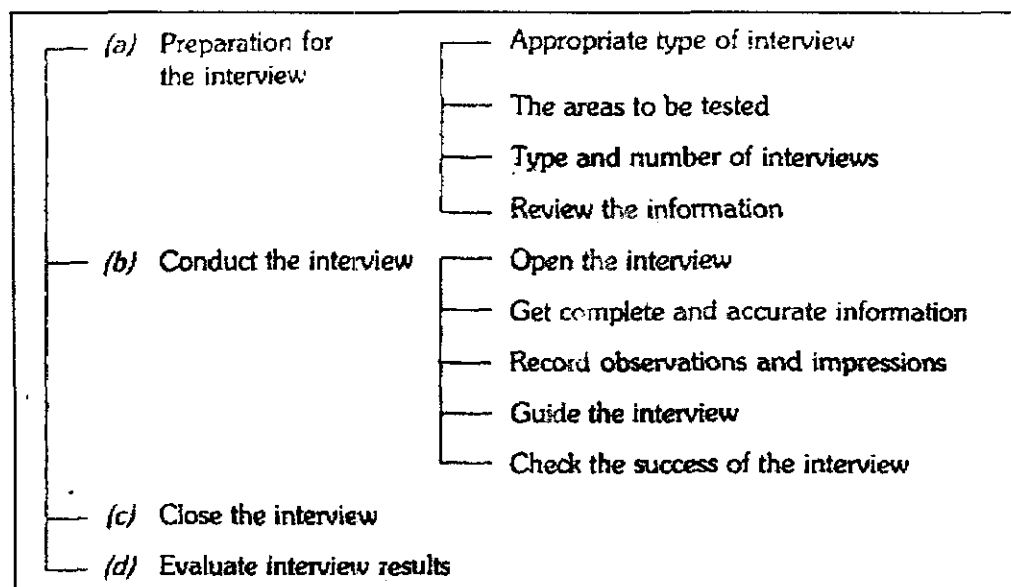 (a) Preparation for
the interview
Appropriate type of interview
The areas to be tested
Type and number of interviews
Review the information
(b) Conduct the interview
Open the interview
Get complete and accurate information
Record observations and impressions
Guide the interview
Check the success of the interview
(c) Close the interview
(d) Evaluate interview results